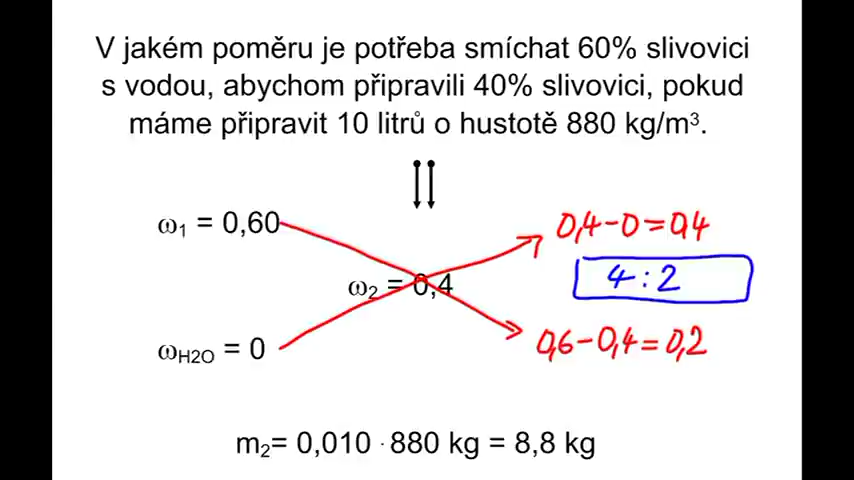 V jakém poměru je potřeba smíchat 60% slivovici
s vodou, abychom připravili 40% slivovici, pokud
máme připravit 10 litrů o hustotě 880 kg/m³.
ω₁ = 0,60
0,4-0=0,4
ω₂ = 0,4
4:2
ωH2O = 0
0,6-0,4=0,2
m₂= 0,010 · 880 kg = 8,8 kg